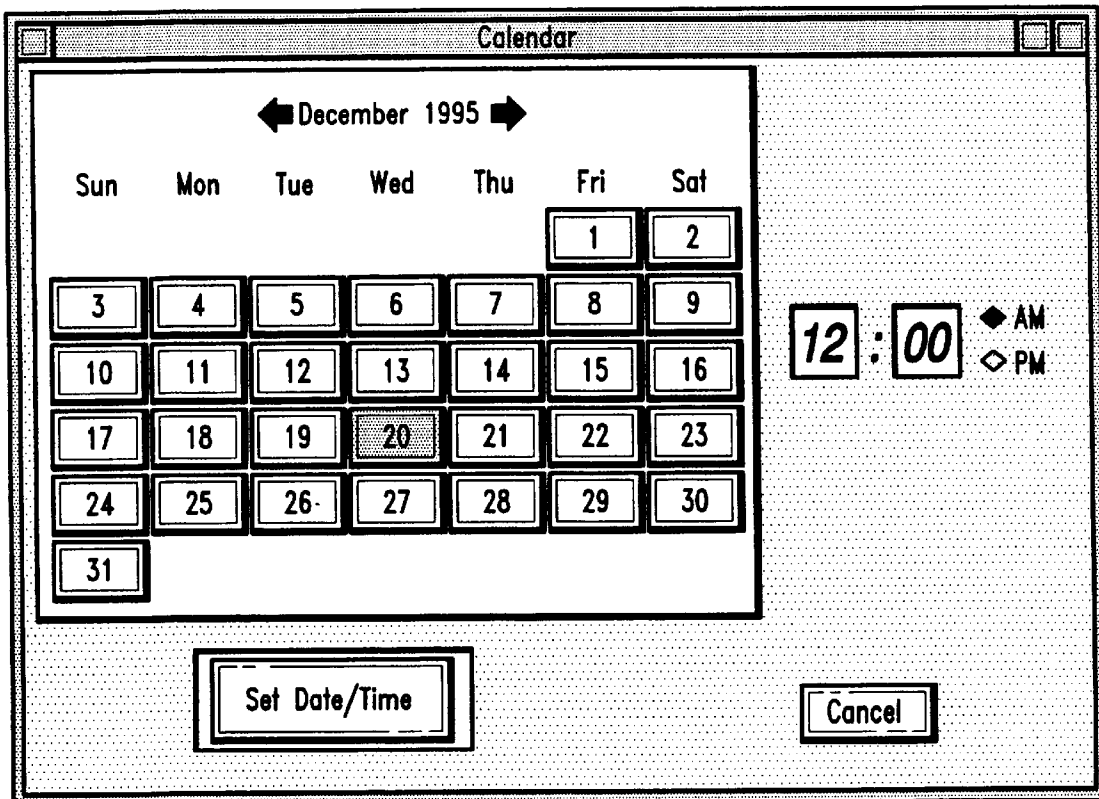 Calendar
December 1995
Sun Mon Tue Wed Thu Fri Sat
1 2
3 4 5 6 7 8 9
10 11 12 13 14 15 16
17 18 19 20 21 22 23
24 25 26 27 28 29 30
31
12 : 00
AM
PM
Set Date/Time
Cancel